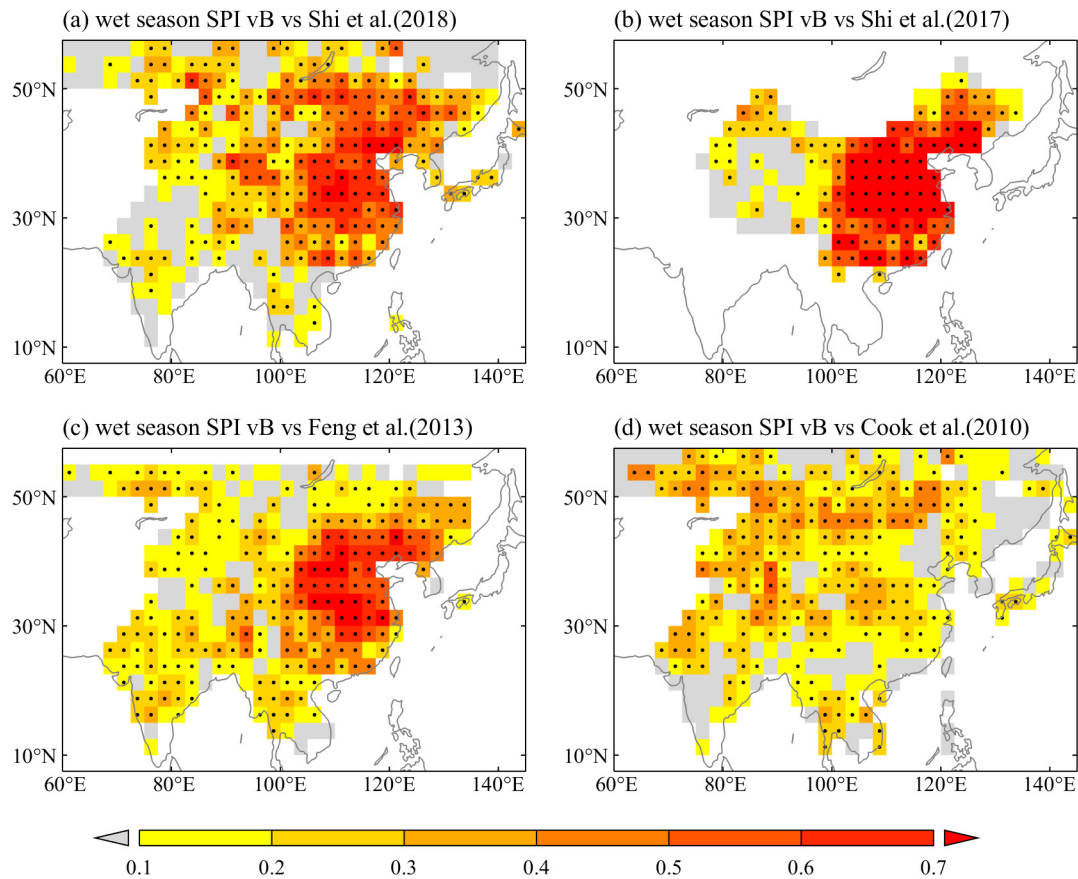 (a) wet season SPI vB vs Shi et al.(2018)
(b) wet season SPI vB vs Shi et al.(2017)
50°N
30°N
10°N
60°E 80°E 100°E 120°E 140°E
50°N
30°N
10°N
60°E 80°E 100°E 120°E 140°E
(c) wet season SPI vB vs Feng et al.(2013)
(d) wet season SPI vB vs Cook et al.(2010)
50°N
30°N
10°N
60°E 80°E 100°E 120°E 140°E
50°N
30°N
10°N
60°E 80°E 100°E 120°E 140°E
0.1 0.2 0.3 0.4 0.5 0.6 0.7